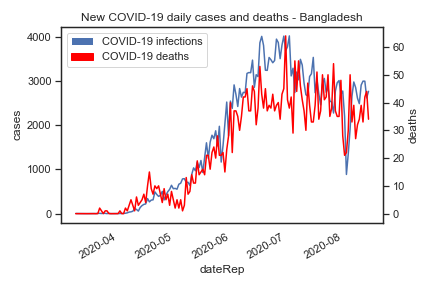 New COVID-19 daily cases and deaths - Bangladesh
COVID-19 infections
COVID-19 deaths
4000
3000
2000
1000
0
cases
60
50
40
30
20
10
0
deaths
2020-04
2020-05
2020-06
2020-07
2020-08
dateRep